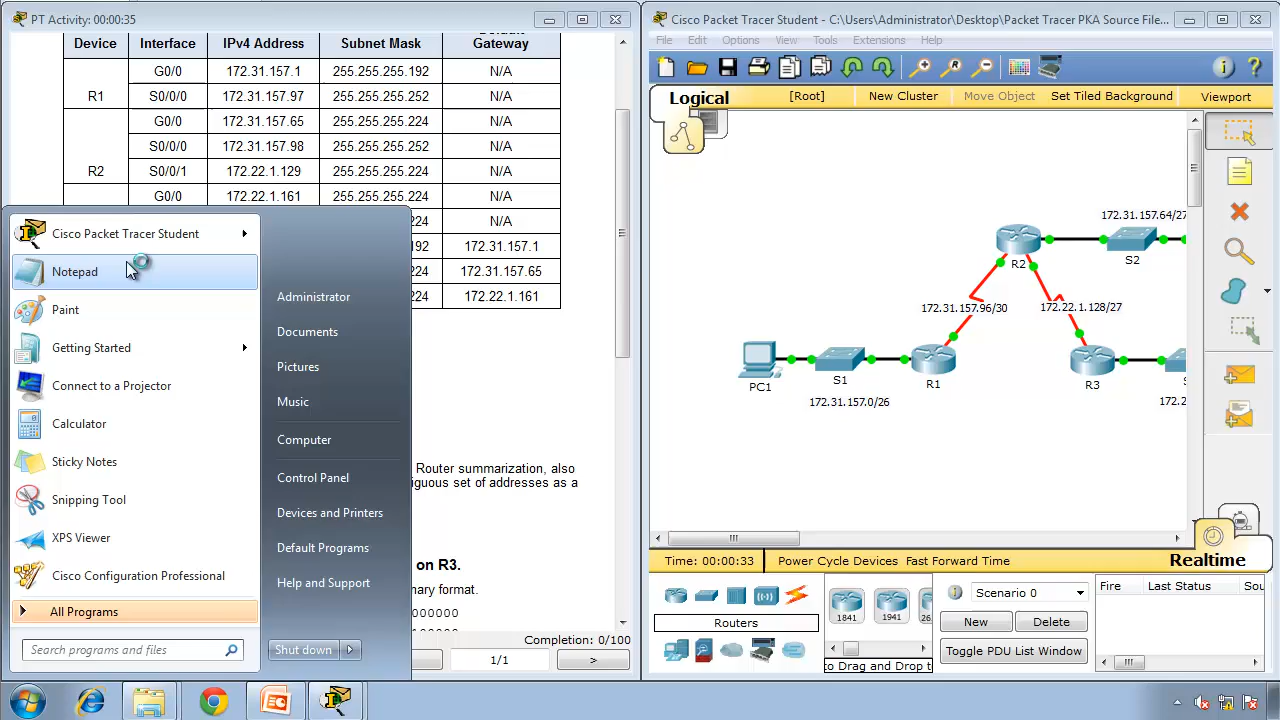 PT Activity: 00:00:35
Device Interface IPv4 Address Subnet Mask Gateway
G0/0 172.31.157.1 255.255.255.192 N/A
R1 S0/0/0 172.31.157.97 255.255.255.252 N/A
G0/0 172.31.157.65 255.255.255.224 N/A
S0/0/0 172.31.157.98 255.255.255.252 N/A
R2 S0/0/1 172.22.1.129 255.255.255.224 N/A
G0/0 172.22.1.161 255.255.255.224 N/A
224 N/A
192 172.31.157.1
224 172.31.157.65
224 172.22.1.161
Router summarization, also
guous set of addresses as a
on R3.
nary format.
Completion: 0/100
1/1
>
Cisco Packet Tracer Student
Notepad
Paint
Getting Started
Connect to a Projector
Calculator
Sticky Notes
Snipping Tool
XPS Viewer
Cisco Configuration Professional
All Programs
Search programs and files
Administrator
Documents
Pictures
Music
Computer
Control Panel
Devices and Printers
Default Programs
Help and Support
Shut down
Cisco Packet Tracer Student - C:\Users\Administrator\Desktop\Packet Tracer PKA Source File...
File Edit Options View Tools Extensions Help
Logical [Root] New Cluster Move Object Set Tiled Background Viewport
172.31.157.64/27
R2
S2
172.31.157.96/30
172.22.1.128/27
PC1
S1
R1
R3
172.31.157.0/26
172.2
Time: 00:00:33 Power Cycle Devices Fast Forward Time Realtime
Scenario 0
Fire Last Status Sou
1841
1941
New
Delete
Routers
Toggle PDU List Window
to Drag and Drop t